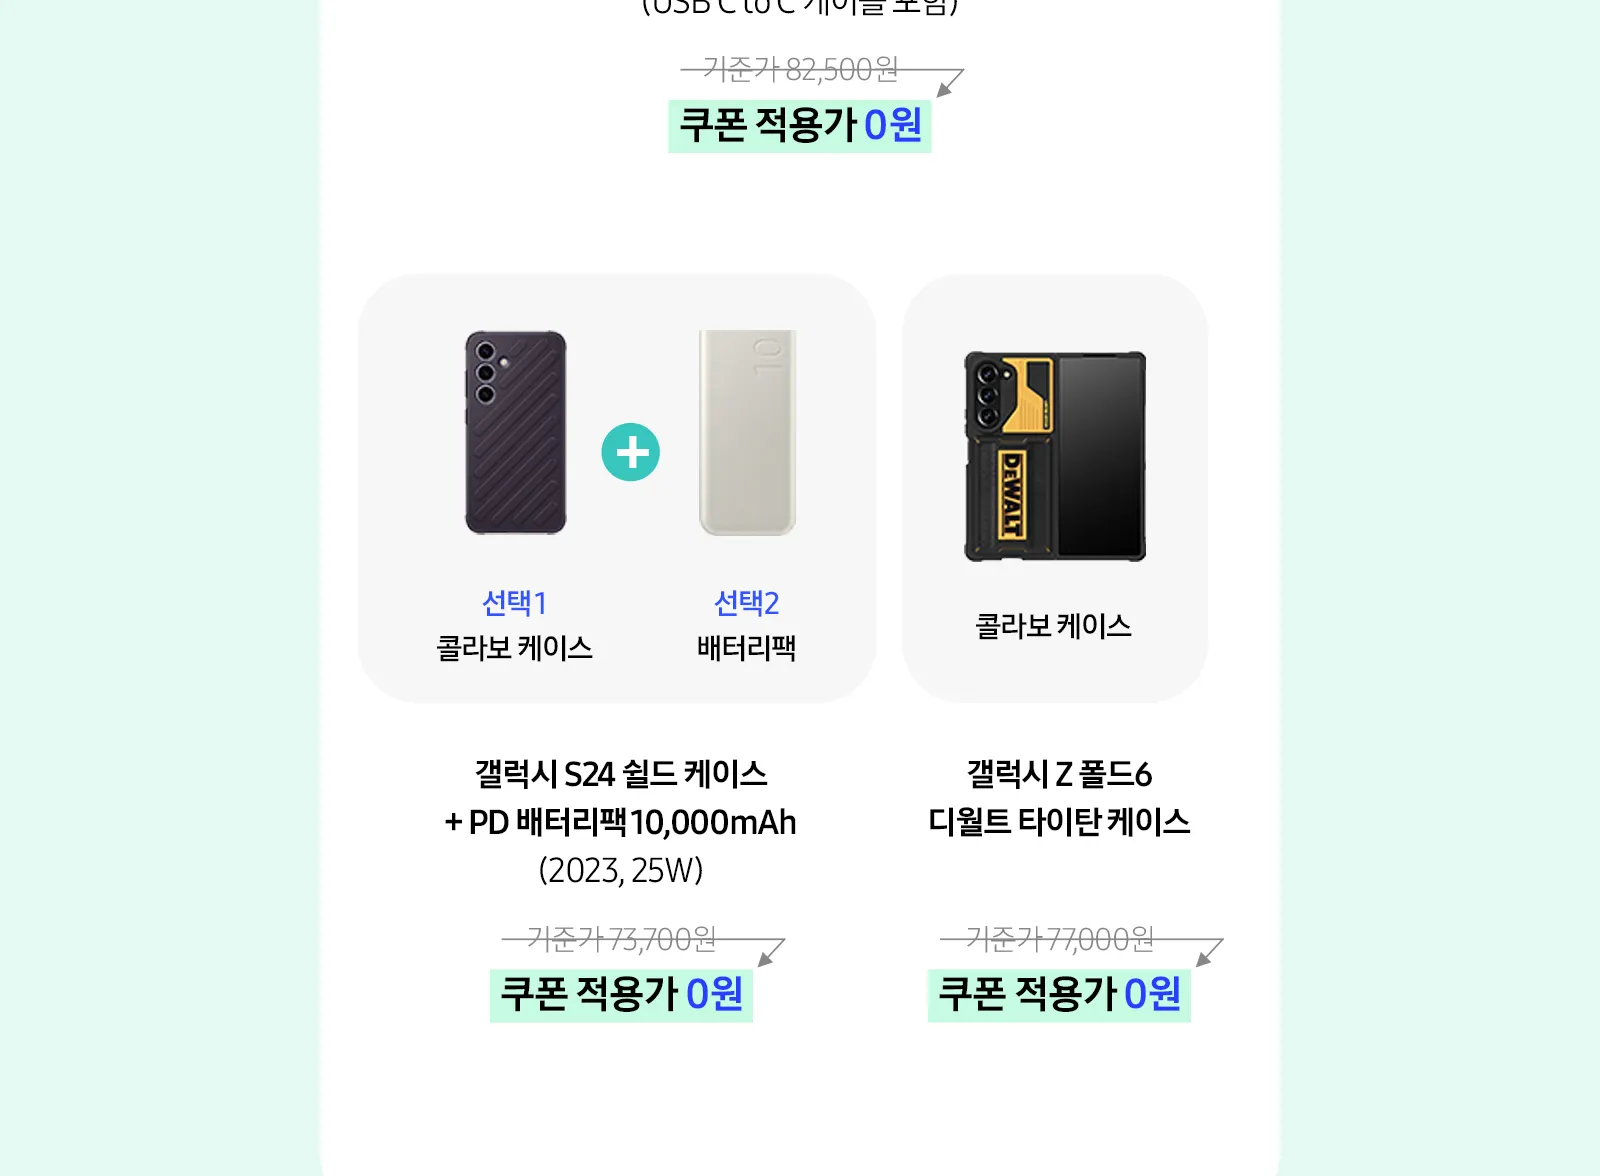 (USB C to C 케이블 포함)
기준가 82,500원
쿠폰 적용가 0원
10
DEWALT
선택1
콜라보 케이스
선택2
배터리팩
콜라보 케이스
갤럭시 S24 쉴드 케이스
+ PD 배터리팩 10,000mAh
(2023, 25W)
갤럭시 Z 폴드6
디월트 타이탄 케이스
기준가 73,700원
쿠폰 적용가 0원
기준가 77,000원
쿠폰 적용가 0원